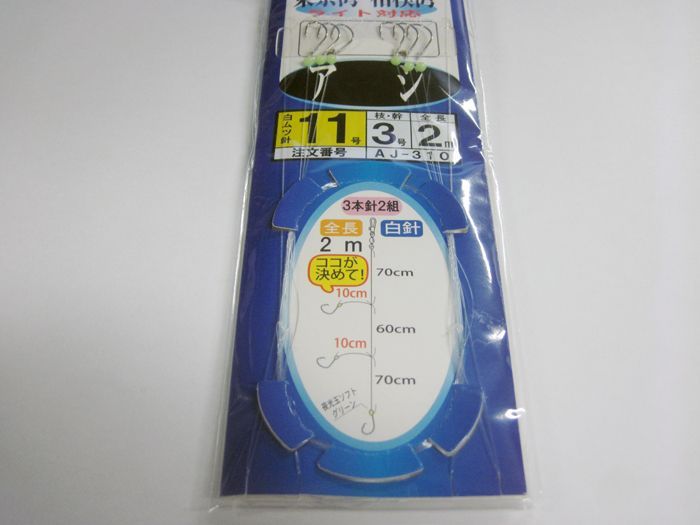 東京湾 相模湾
ライト対応
アジ
白ムツ針 11号
枝・幹 3号
全長 2m
注文番号 AJ-310
3本針2組
全長 白針
2 m
ココが
決めて!
70cm
10cm
60cm
10cm
70cm
夜光玉ソフト
グリーン